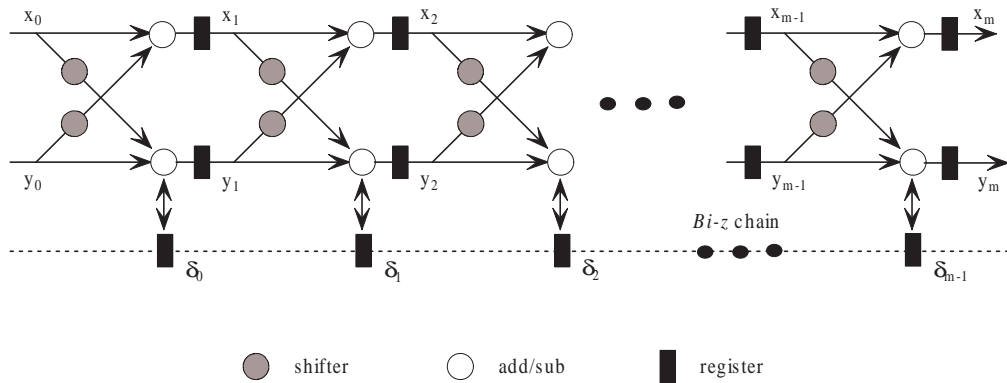 x0 x1 x2 xm-1 xm
y0 y1 y2 ym-1 ym
Bi-z chain
δ0 δ1 δ2 δm-1
shifter add/sub register